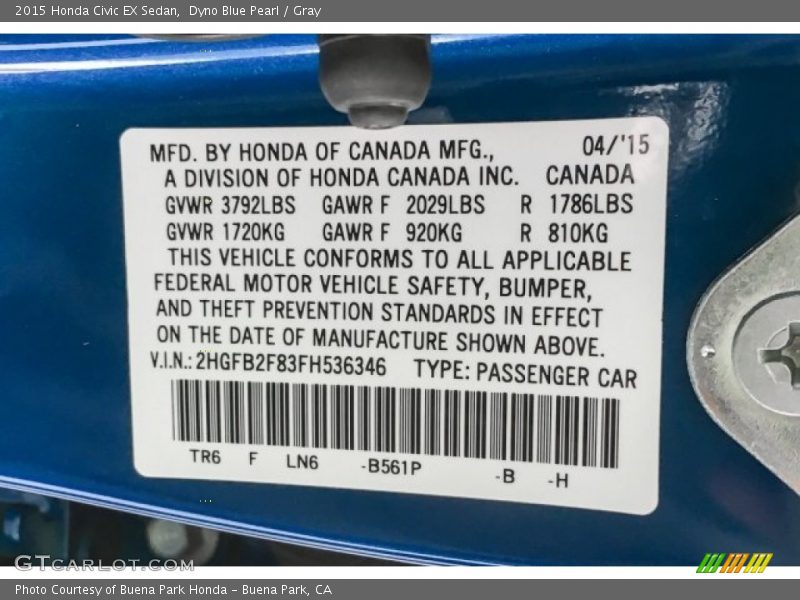 2015 Honda Civic EX Sedan, Dyno Blue Pearl / Gray
MFD. BY HONDA OF CANADA MFG., 04/'15
A DIVISION OF HONDA CANADA INC. CANADA
GVWR 3792LBS GAWR F 2029LBS R 1786LBS
GVWR 1720KG GAWR F 920KG R 810KG
THIS VEHICLE CONFORMS TO ALL APPLICABLE
FEDERAL MOTOR VEHICLE SAFETY, BUMPER,
AND THEFT PREVENTION STANDARDS IN EFFECT
ON THE DATE OF MANUFACTURE SHOWN ABOVE.
V.I.N.: 2HGFB2F83FH536346 TYPE: PASSENGER CAR
TR6 F LN6 -B561P -B -H
GTCARLOT.COM
Photo Courtesy of Buena Park Honda - Buena Park, CA